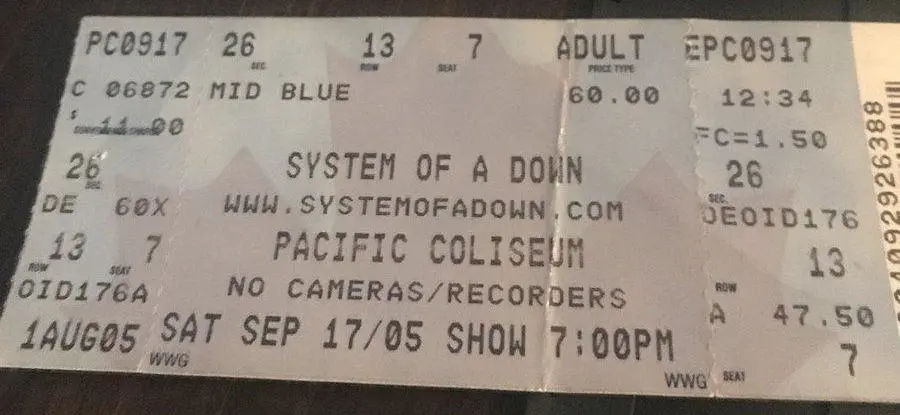 PC0917 26 13 7 ADULT EPC0917
SEC. ROW SEAT PRICE TYPE
C 06872 MID BLUE 60.00 12:34
$ 11.00 FC=1.50
26 SYSTEM OF A DOWN 26
SEC. SEC.
DE 60X WWW.SYSTEMOFADOWN.COM DEOID176
13 7 PACIFIC COLISEUM 13
ROW SEAT ROW
OID176A NO CAMERAS/RECORDERS A 47.50
1AUG05 SAT SEP 17/05 SHOW 7:00PM 7
WWG WWG SEAT